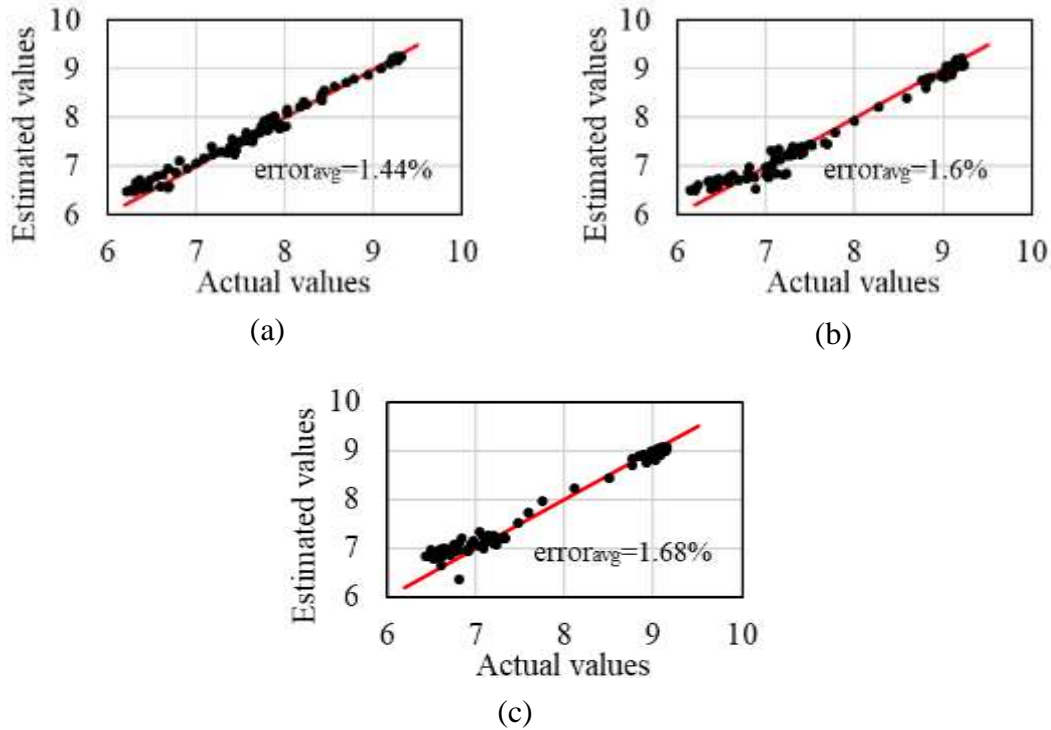 10
9
8
7
6
Estimated values
erroravg=1.44%
6 7 8 9 10
Actual values
(a)
10
9
8
7
6
Estimated values
erroravg=1.6%
6 7 8 9 10
Actual values
(b)
10
9
8
7
6
Estimated values
erroravg=1.68%
6 7 8 9 10
Actual values
(c)